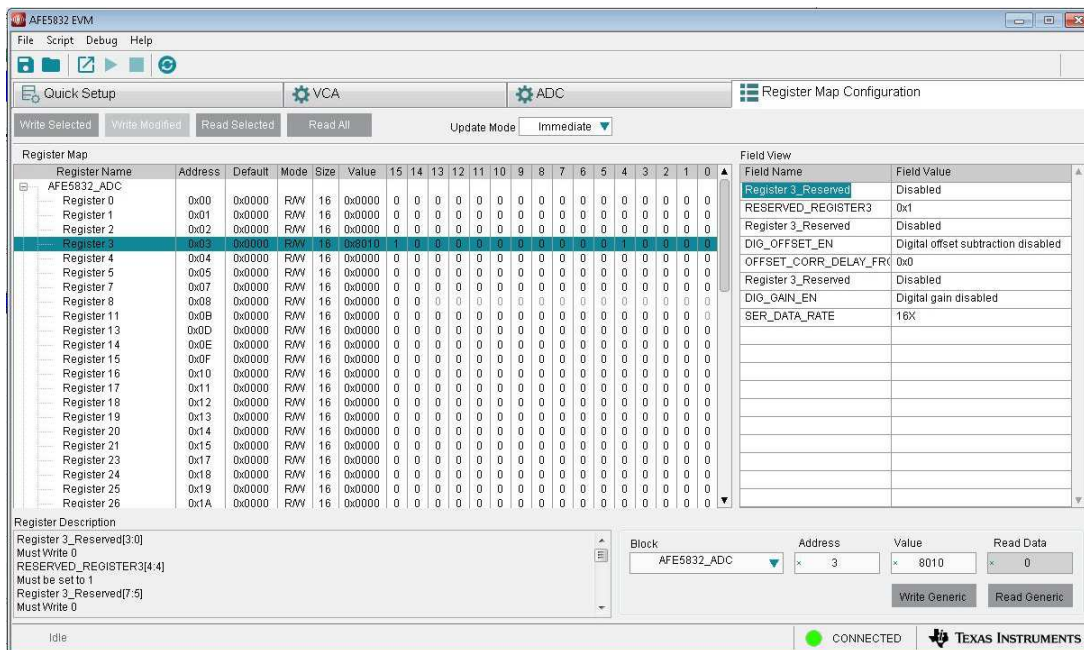 AFE5832 EVM
File Script Debug Help
Quick Setup VCA ADC Register Map Configuration
Write Selected Write Modified Read Selected Read All Update Mode Immediate
Register Map Field View
Register Name Address Default Mode Size Value 15 14 13 12 11 10 9 8 7 6 5 4 3 2 1 0 Field Name Field Value
AFE5832_ADC Register 3_Reserved Disabled
Register 0 0x00 0x0000 R/W 16 0x0000 0 0 0 0 0 0 0 0 0 0 0 0 0 0 0 0 RESERVED_REGISTER3 0x1
Register 1 0x01 0x0000 R/W 16 0x0000 0 0 0 0 0 0 0 0 0 0 0 0 0 0 0 0
Register 2 0x02 0x0000 R/W 16 0x0000 0 0 0 0 0 0 0 0 0 0 0 0 0 0 0 0 Register 3_Reserved Disabled
Register 3 0x03 0x0000 R/W 16 0x8010 1 0 0 0 0 0 0 0 0 0 0 1 0 0 0 0 DIG_OFFSET_EN Digital offset subtraction disabled
Register 4 0x04 0x0000 R/W 16 0x0000 0 0 0 0 0 0 0 0 0 0 0 0 0 0 0 0 OFFSET_CORR_DELAY_FR( 0x0
Register 5 0x05 0x0000 R/W 16 0x0000 0 0 0 0 0 0 0 0 0 0 0 0 0 0 0 0
Register 7 0x07 0x0000 R/W 16 0x0000 0 0 0 0 0 0 0 0 0 0 0 0 0 0 0 0 Register 3_Reserved Disabled
Register 8 0x08 0x0000 R/W 16 0x0000 0 0 0 0 0 0 0 0 0 0 0 0 0 0 0 0 DIG_GAIN_EN Digital gain disabled
Register 11 0x0B 0x0000 R/W 16 0x0000 0 0 0 0 0 0 0 0 0 0 0 0 0 0 0 0 SER_DATA_RATE 16X
Register 13 0x0D 0x0000 R/W 16 0x0000 0 0 0 0 0 0 0 0 0 0 0 0 0 0 0 0
Register 14 0x0E 0x0000 R/W 16 0x0000 0 0 0 0 0 0 0 0 0 0 0 0 0 0 0 0
Register 15 0x0F 0x0000 R/W 16 0x0000 0 0 0 0 0 0 0 0 0 0 0 0 0 0 0 0
Register 16 0x10 0x0000 R/W 16 0x0000 0 0 0 0 0 0 0 0 0 0 0 0 0 0 0 0
Register 17 0x11 0x0000 R/W 16 0x0000 0 0 0 0 0 0 0 0 0 0 0 0 0 0 0 0
Register 18 0x12 0x0000 R/W 16 0x0000 0 0 0 0 0 0 0 0 0 0 0 0 0 0 0 0
Register 19 0x13 0x0000 R/W 16 0x0000 0 0 0 0 0 0 0 0 0 0 0 0 0 0 0 0
Register 20 0x14 0x0000 R/W 16 0x0000 0 0 0 0 0 0 0 0 0 0 0 0 0 0 0 0
Register 21 0x15 0x0000 R/W 16 0x0000 0 0 0 0 0 0 0 0 0 0 0 0 0 0 0 0
Register 23 0x17 0x0000 R/W 16 0x0000 0 0 0 0 0 0 0 0 0 0 0 0 0 0 0 0
Register 24 0x18 0x0000 R/W 16 0x0000 0 0 0 0 0 0 0 0 0 0 0 0 0 0 0 0
Register 25 0x19 0x0000 R/W 16 0x0000 0 0 0 0 0 0 0 0 0 0 0 0 0 0 0 0
Register 26 0x1A 0x0000 R/W 16 0x0000 0 0 0 0 0 0 0 0 0 0 0 0 0 0 0 0
Register Description
Register 3_Reserved[3:0]
Must Write 0
RESERVED_REGISTER3[4:4]
Must be set to 1
Register 3_Reserved[7:5]
Must Write 0
Block Address Value Read Data
AFE5832_ADC x 3 x 8010 x 0
Write Generic Read Generic
Idle CONNECTED TEXAS INSTRUMENTS